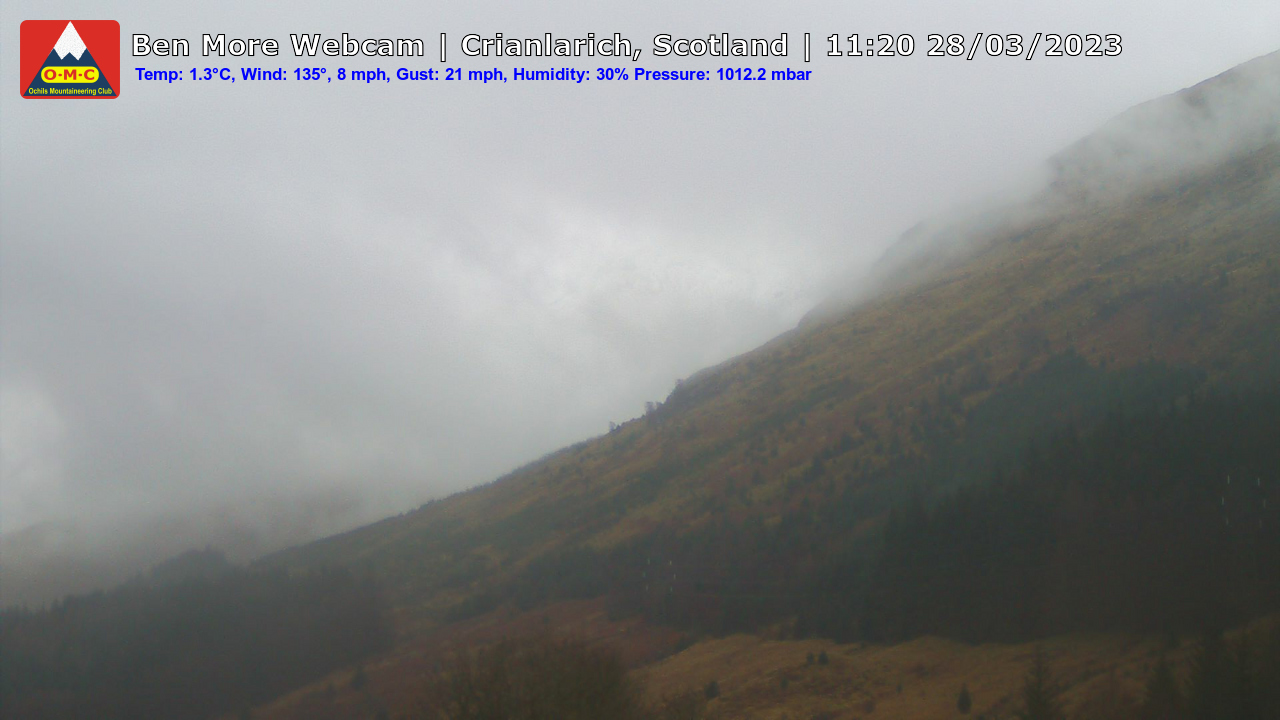 Ben More Webcam | Crianlarich, Scotland | 11:20 28/03/2023
Temp: 1.3°C, Wind: 135°, 8 mph, Gust: 21 mph, Humidity: 30% Pressure: 1012.2 mbar
O-M-C
Ochils Mountaineering Club